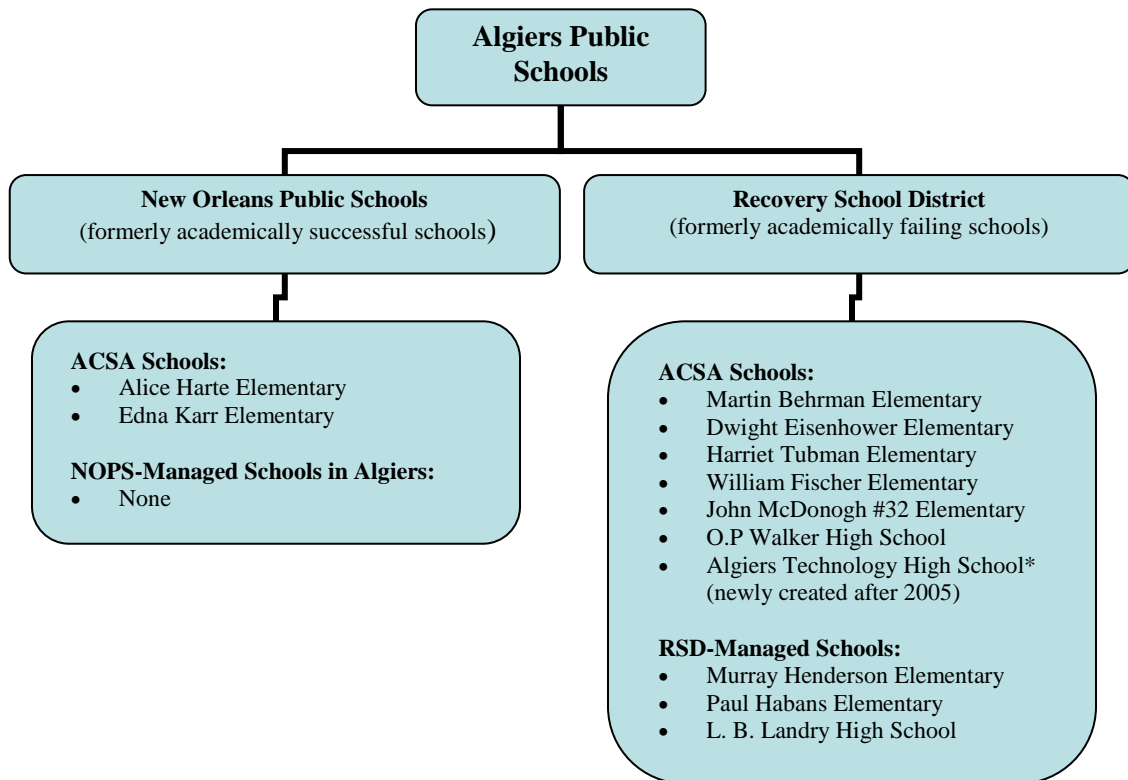 Algiers Public
Schools
New Orleans Public Schools
(formerly academically successful schools)
Recovery School District
(formerly academically failing schools)
ACSA Schools:
• Alice Harte Elementary
• Edna Karr Elementary
NOPS-Managed Schools in Algiers:
• None
ACSA Schools:
• Martin Behrman Elementary
• Dwight Eisenhower Elementary
• Harriet Tubman Elementary
• William Fischer Elementary
• John McDonogh #32 Elementary
• O.P Walker High School
• Algiers Technology High School*
(newly created after 2005)
RSD-Managed Schools:
• Murray Henderson Elementary
• Paul Habans Elementary
• L. B. Landry High School